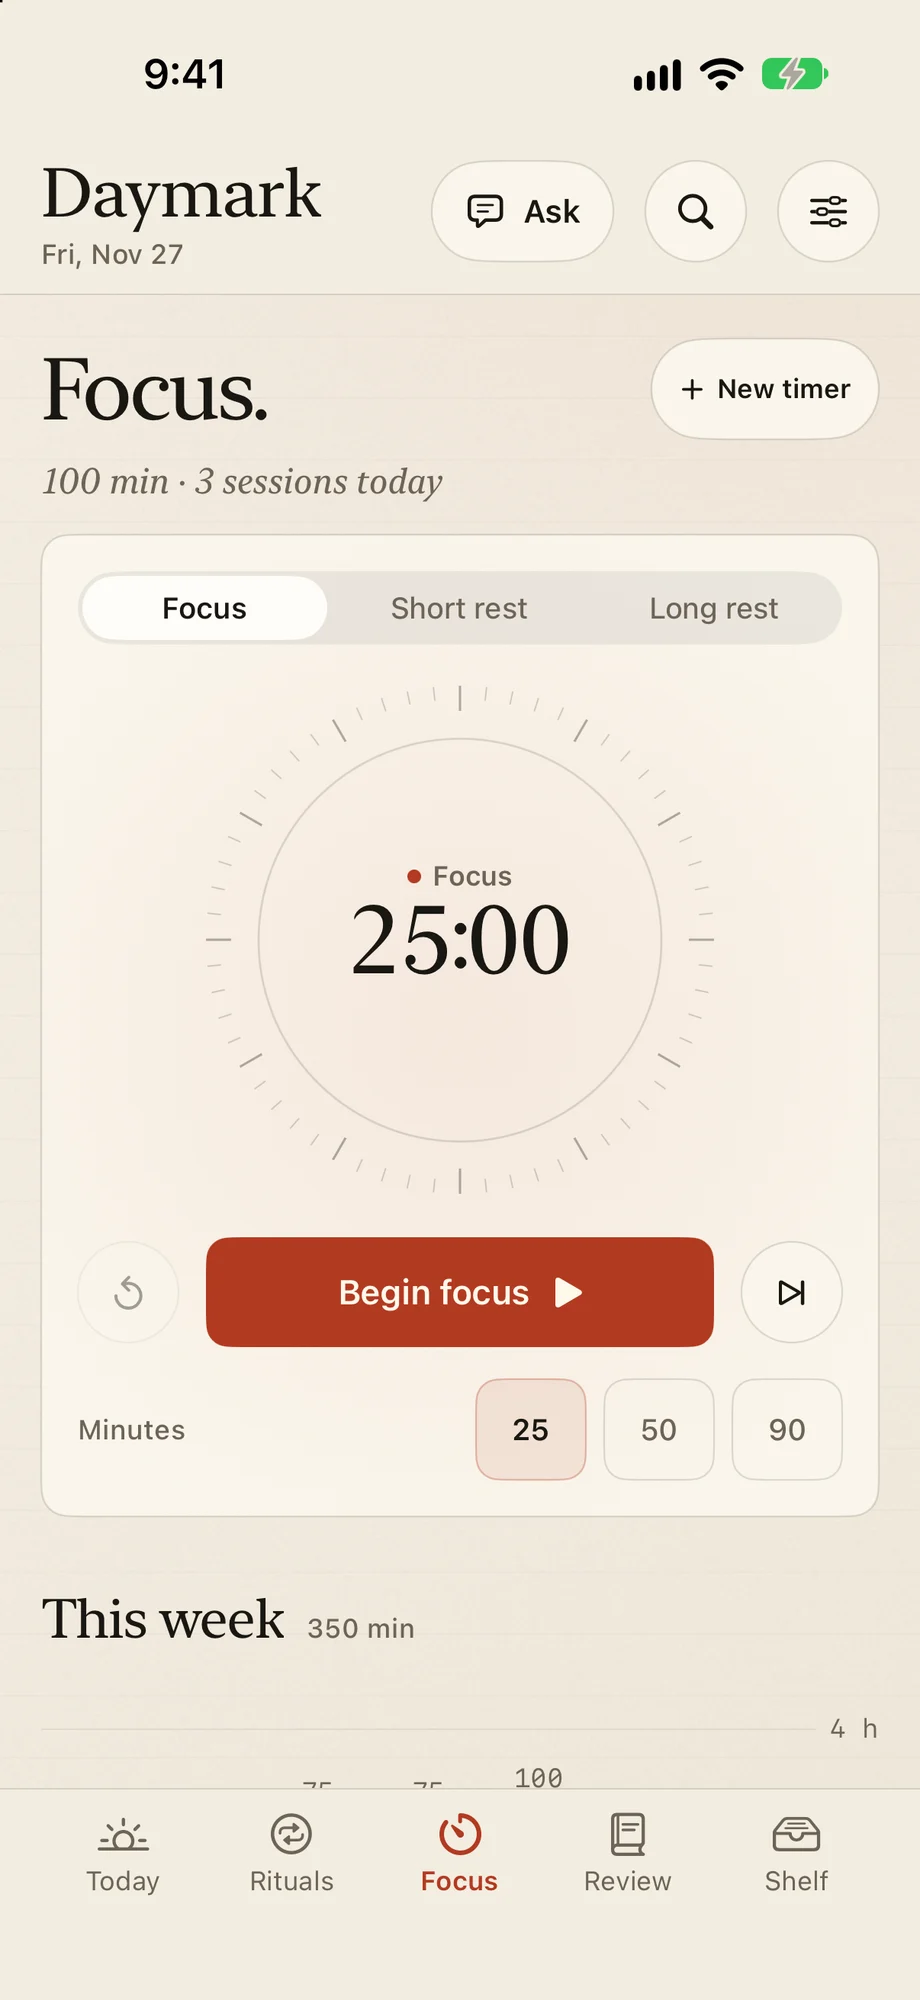 9:41
Daymark
Fri, Nov 27
Ask
Focus.
+ New timer
100 min · 3 sessions today
Focus
Short rest
Long rest
Focus
25:00
Begin focus
Minutes
25
50
90
This week
350 min
4 h
75
75
100
Today
Rituals
Focus
Review
Shelf